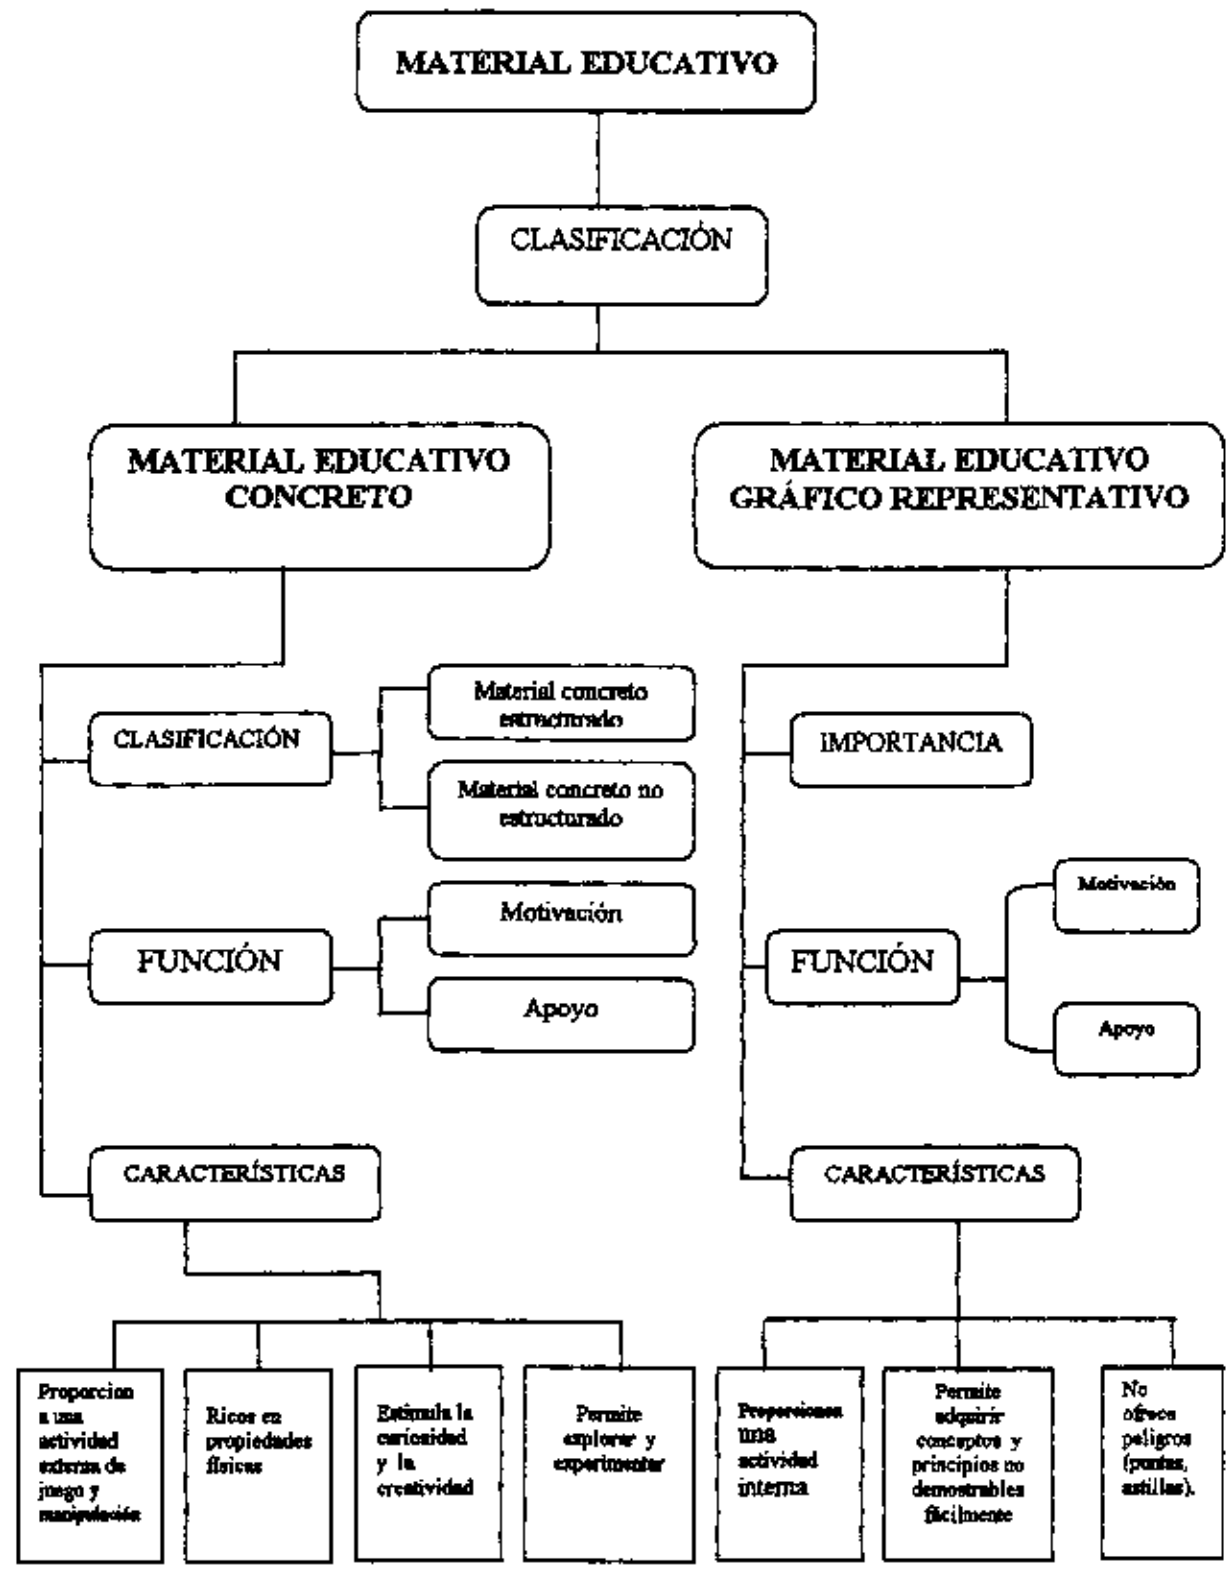 MATERIAL EDUCATIVO
CLASIFICACIÓN
MATERIAL EDUCATIVO
CONCRETO
MATERIAL EDUCATIVO
GRÁFICO REPRESENTATIVO
CLASIFICACIÓN
Material concreto
estructurado
Material concreto no
estructurado
FUNCIÓN
Motivación
Apoyo
CARACTERÍSTICAS
Proporcion
a una
actividad
externa de
juego y
manipulación
Ricos en
propiedades
físicas
Estimula la
curiosidad
y la
creatividad
Permite
explorar y
experimentar
IMPORTANCIA
FUNCIÓN
Motivación
Apoyo
CARACTERÍSTICAS
Proporciona
una
actividad
interna
Permite
adquirir
conceptos y
principios no
demostrables
fácilmente
No
ofrece
peligros
(puntas,
astillas).